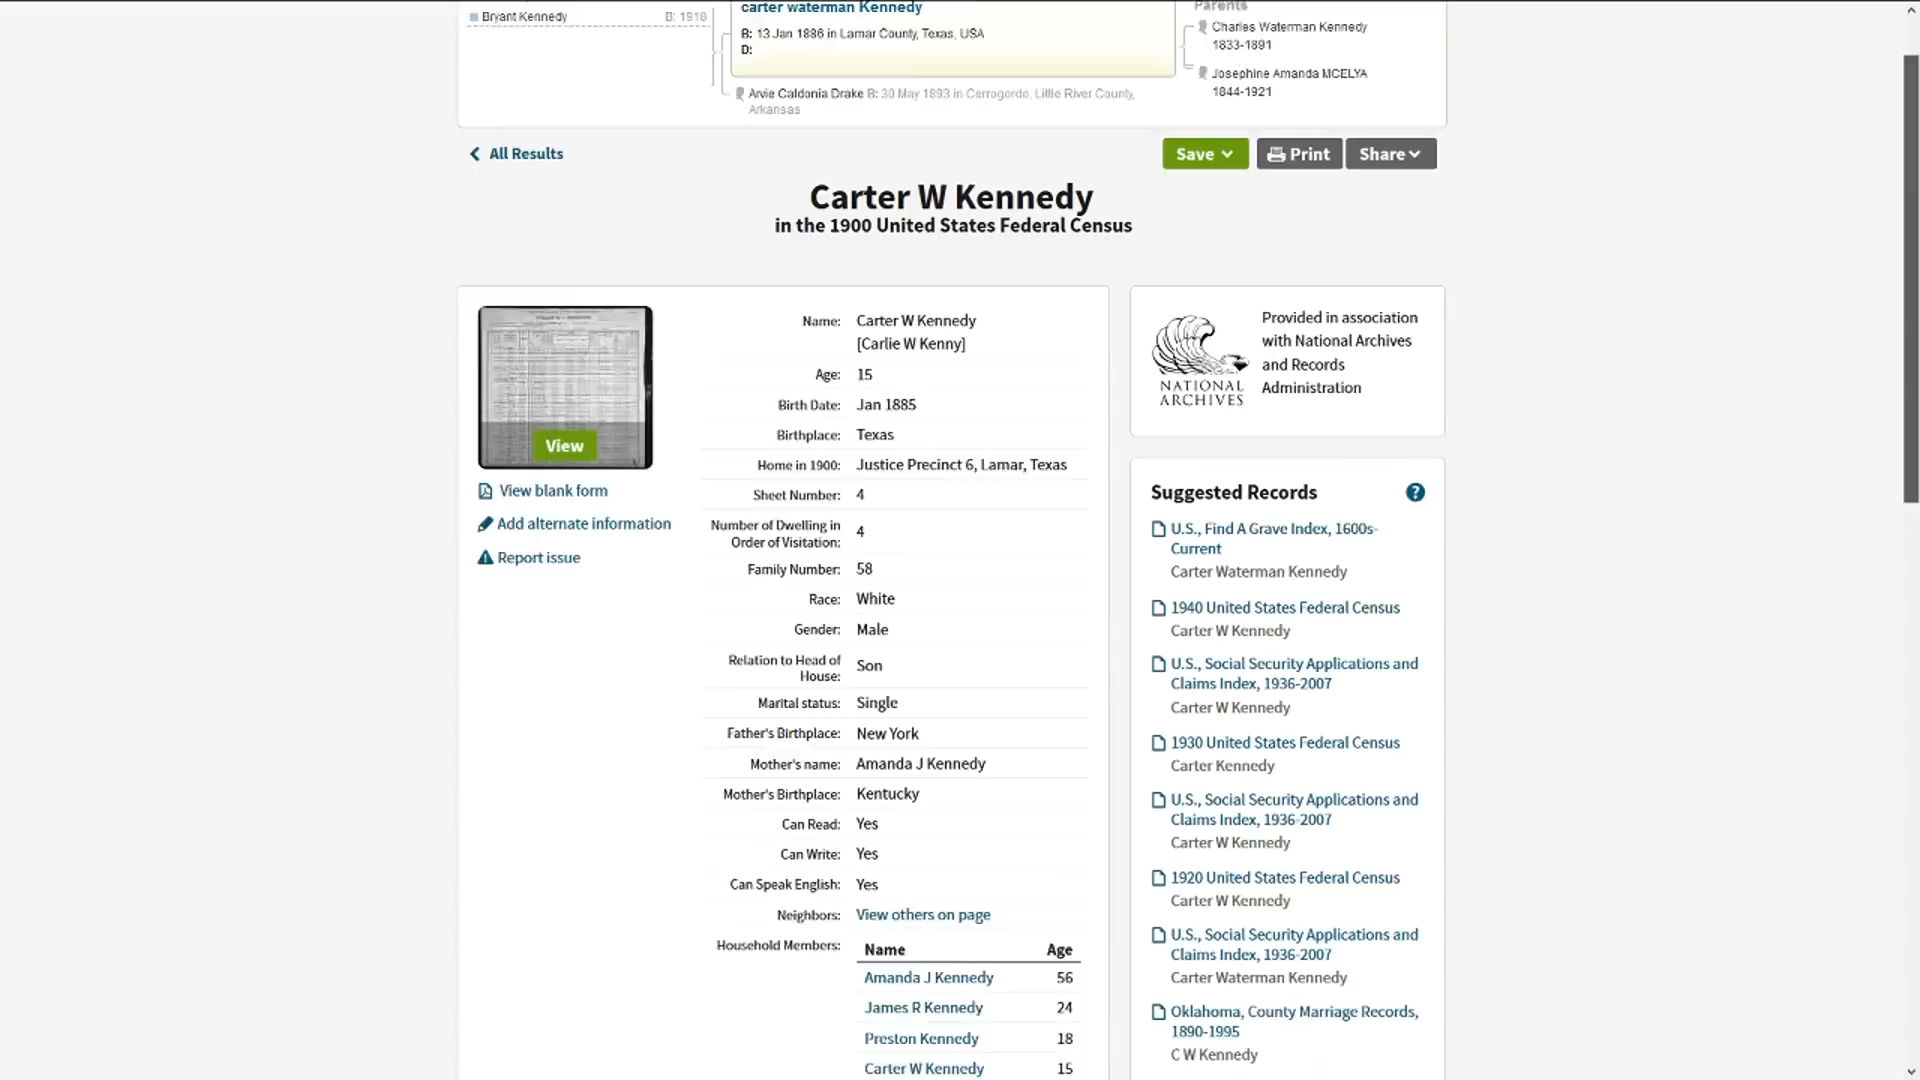 Bryant Kennedy B: 1918
carter waterman Kennedy
B: 13 Jan 1886 in Lamar County, Texas, USA
D:
Arvie Caldonia Drake B: 30 May 1893 in Cerrogordo, Little River County,
Arkansas
Parents
Charles Waterman Kennedy
1833-1891
Josephine Amanda MCELYA
1844-1921
All Results
Save
Print
Share
Carter W Kennedy
in the 1900 United States Federal Census
View
View blank form
Add alternate information
Report issue
Name: Carter W Kennedy
[Carlie W Kenny]
Age: 15
Birth Date: Jan 1885
Birthplace: Texas
Home in 1900: Justice Precinct 6, Lamar, Texas
Sheet Number: 4
Number of Dwelling in
Order of Visitation: 4
Family Number: 58
Race: White
Gender: Male
Relation to Head of
House: Son
Marital status: Single
Father's Birthplace: New York
Mother's name: Amanda J Kennedy
Mother's Birthplace: Kentucky
Can Read: Yes
Can Write: Yes
Can Speak English: Yes
Neighbors: View others on page
Household Members: Name Age
Amanda J Kennedy 56
James R Kennedy 24
Preston Kennedy 18
Carter W Kennedy 15
NATIONAL
ARCHIVES
Provided in association
with National Archives
and Records
Administration
Suggested Records ?
U.S., Find A Grave Index, 1600s-
Current
Carter Waterman Kennedy
1940 United States Federal Census
Carter W Kennedy
U.S., Social Security Applications and
Claims Index, 1936-2007
Carter W Kennedy
1930 United States Federal Census
Carter Kennedy
U.S., Social Security Applications and
Claims Index, 1936-2007
Carter W Kennedy
1920 United States Federal Census
Carter W Kennedy
U.S., Social Security Applications and
Claims Index, 1936-2007
Carter Waterman Kennedy
Oklahoma, County Marriage Records,
1890-1995
C W Kennedy